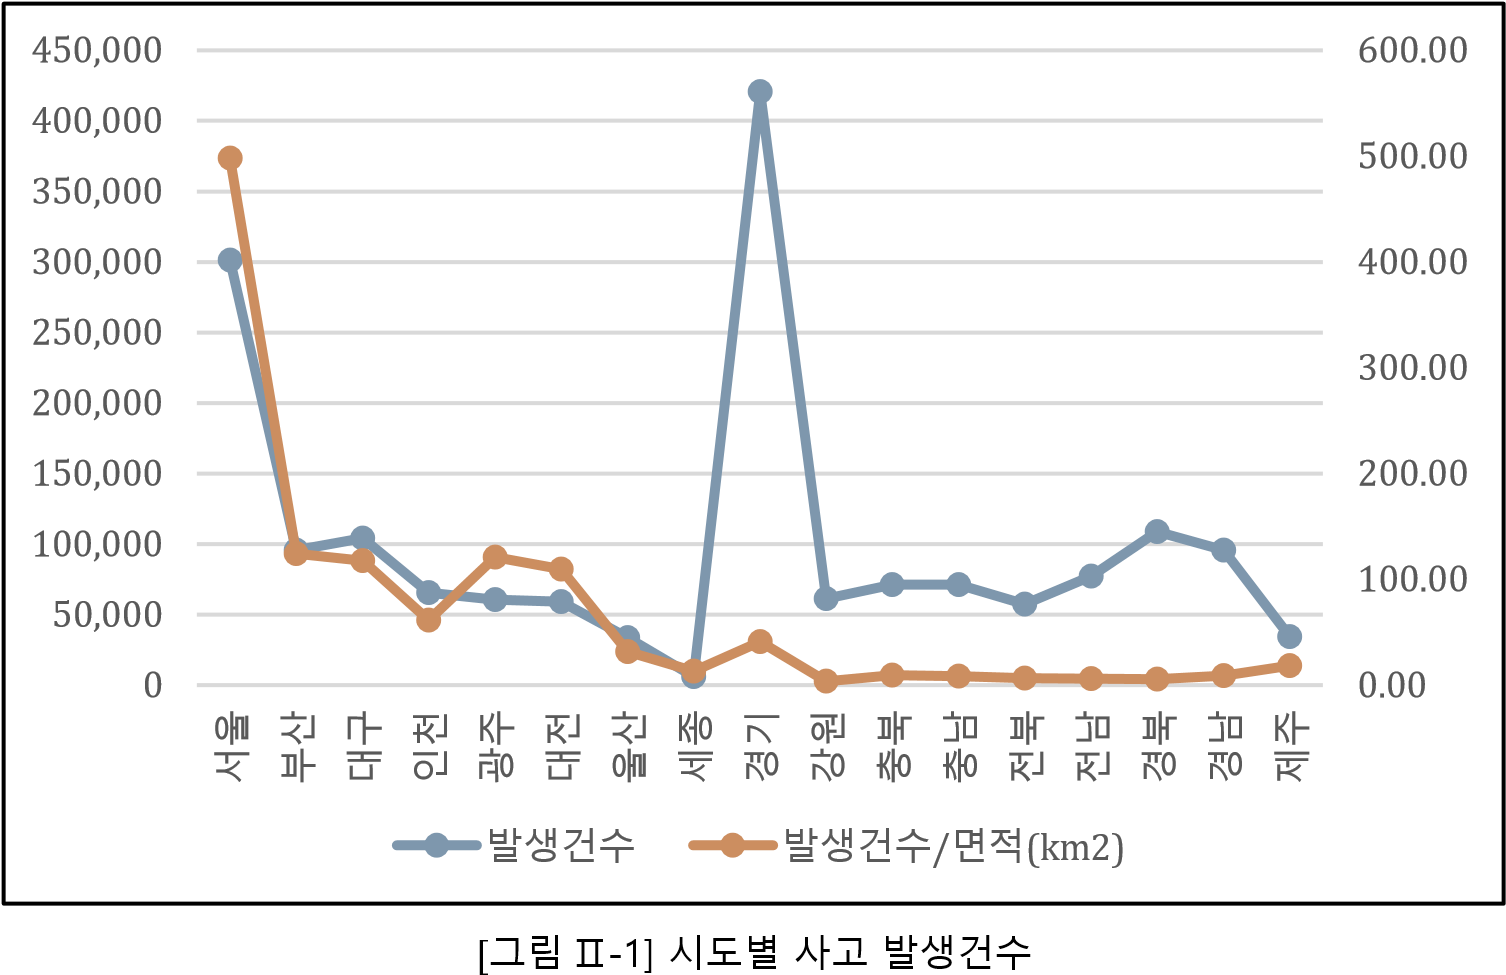 450,000
400,000
350,000
300,000
250,000
200,000
150,000
100,000
50,000
0
600.00
500.00
400.00
300.00
200.00
100.00
0.00
서울
부산
대구
인천
광주
대전
울산
세종
경기
강원
충북
충남
전북
전남
경북
경남
제주
발생건수
발생건수/면적(km2)
[그림 Ⅱ-1] 시도별 사고 발생건수